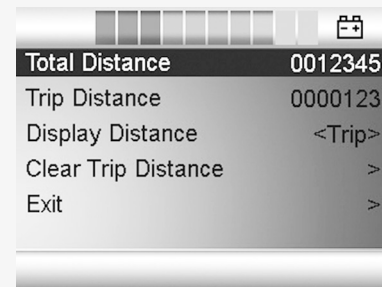 Total Distance 0012345
Trip Distance 0000123
Display Distance <Trip>
Clear Trip Distance >
Exit >